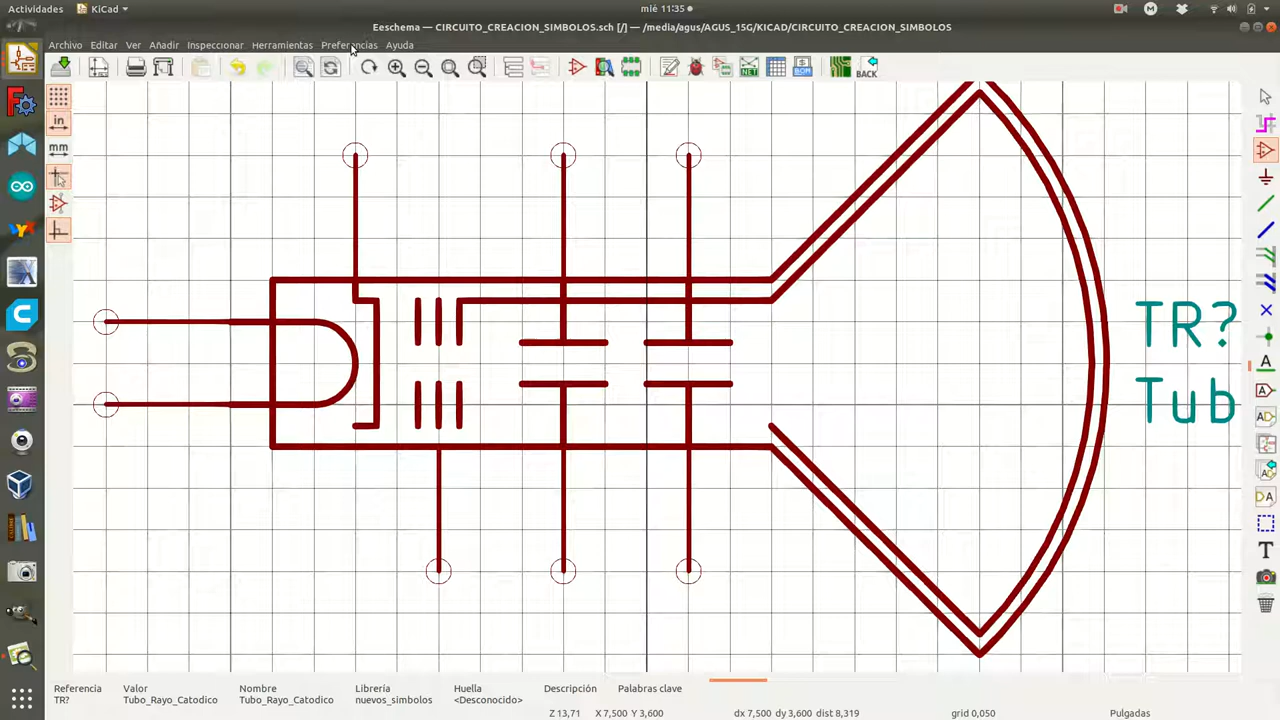 Actividades KiCad mié 11:35
Eeschema — CIRCUITO_CREACION_SIMBOLOS.sch [/] — /media/agus/AGUS_15G/KICAD/CIRCUITO_CREACION_SIMBOLOS
Archivo Editar Ver Añadir Inspeccionar Herramientas Preferencias Ayuda
NET BOM BACK
in
mm
TR?
Tub
A
A
T
Referencia Valor Nombre Librería Huella Descripción Palabras clave
TR? Tubo_Rayo_Catodico Tubo_Rayo_Catodico nuevos_simbolos <Desconocido>
Z 13,71 X 7,500 Y 3,600 dx 7,500 dy 3,600 dist 8,319 grid 0,050 Pulgadas